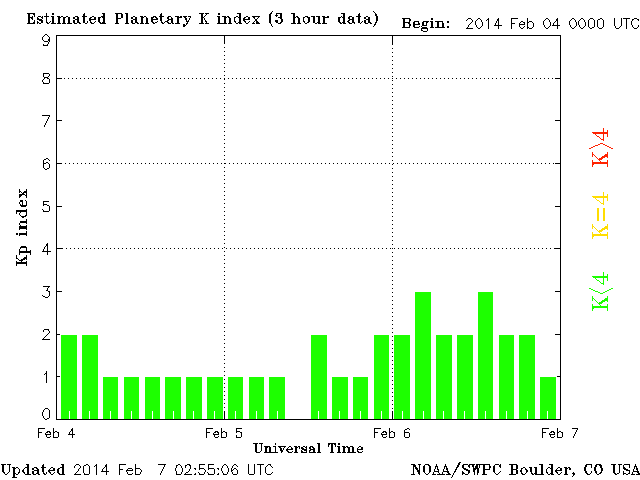 Estimated Planetary K index (3 hour data)
Begin: 2014 Feb 04 0000 UTC
9
8
7
6
5
4
3
2
1
0
Kp index
K>4
K=4
K<4
Feb 4 Feb 5 Feb 6 Feb 7
Universal Time
Updated 2014 Feb 7 02:55:06 UTC
NOAA/SWPC Boulder, CO USA